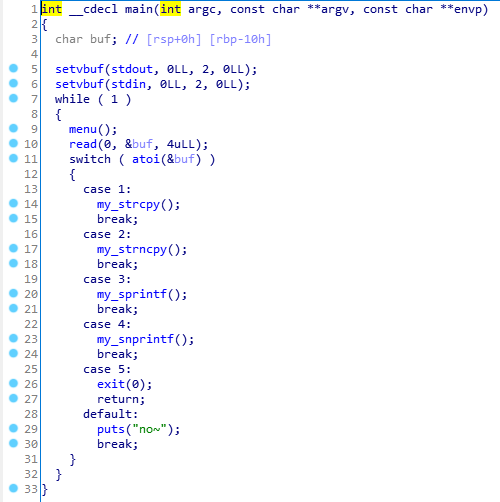 1 int __cdecl main(int argc, const char **argv, const char **envp)
2 {
3   char buf; // [rsp+0h] [rbp-10h]
4
5   setvbuf(stdout, 0LL, 2, 0LL);
6   setvbuf(stdin, 0LL, 2, 0LL);
7   while ( 1 )
8   {
9     menu();
10     read(0, &buf, 4uLL);
11     switch ( atoi(&buf) )
12     {
13       case 1:
14         my_strcpy();
15         break;
16       case 2:
17         my_strncpy();
18         break;
19       case 3:
20         my_sprintf();
21         break;
22       case 4:
23         my_snprintf();
24         break;
25       case 5:
26         exit(0);
27         return;
28       default:
29         puts("no~");
30         break;
31     }
32   }
33 }